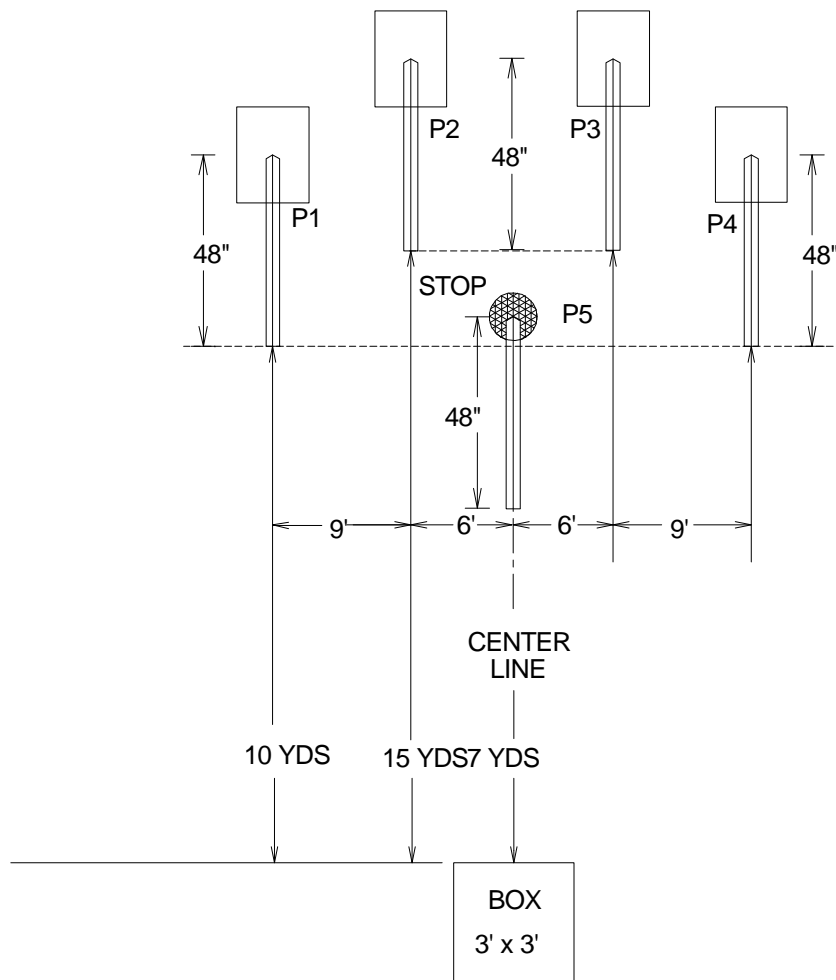 P2
P3
48"
P1
P4
48"
48"
STOP
P5
48"
9'
6'
6'
9'
CENTER
LINE
10 YDS
15 YDS
7 YDS
BOX
3' x 3'